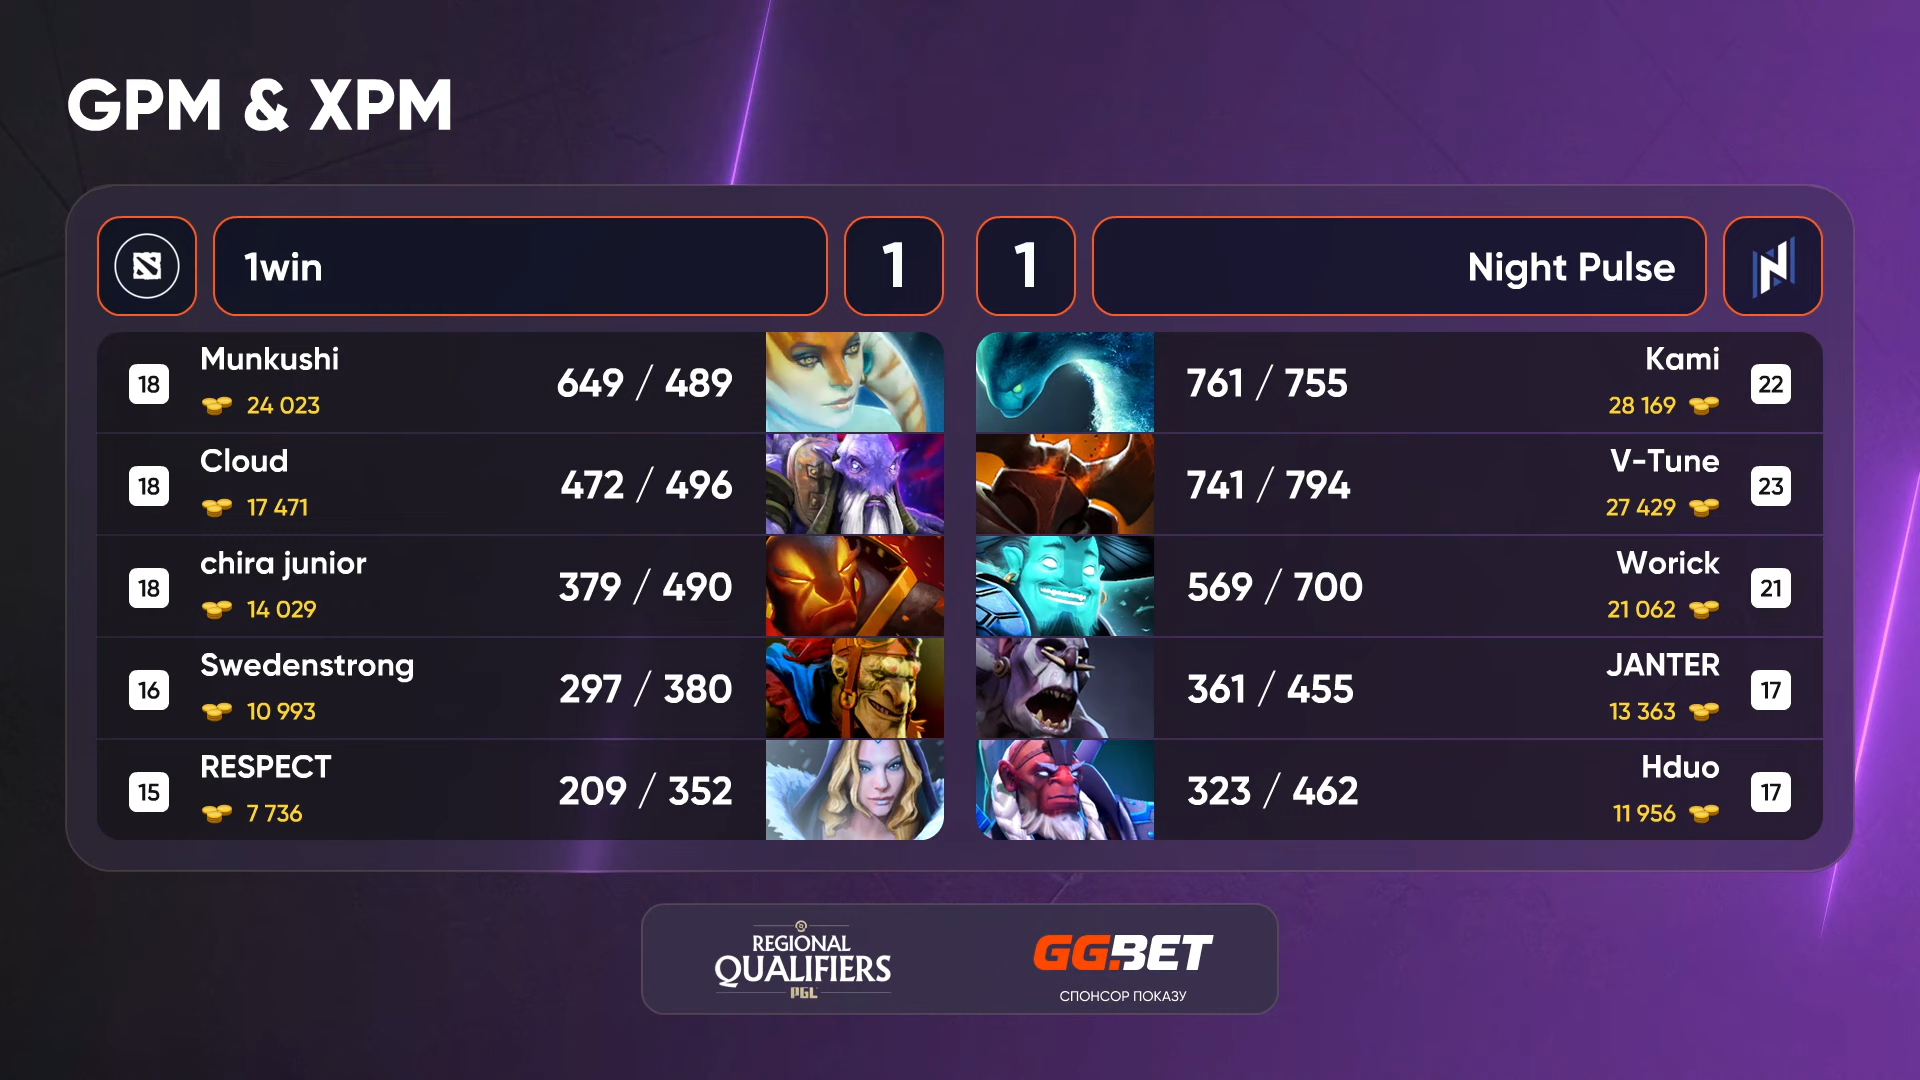 GPM & XPM
1win
1
1
Night Pulse
18
Munkushi
24 023
649 / 489
761 / 755
Kami
28 169
22
18
Cloud
17 471
472 / 496
741 / 794
V-Tune
27 429
23
18
chira junior
14 029
379 / 490
569 / 700
Worick
21 062
21
16
Swedenstrong
10 993
297 / 380
361 / 455
JANTER
13 363
17
15
RESPECT
7 736
209 / 352
323 / 462
Hduo
11 956
17
REGIONAL
QUALIFIERS
PGL
GG.BET
СПОНСОР ПОКАЗУ